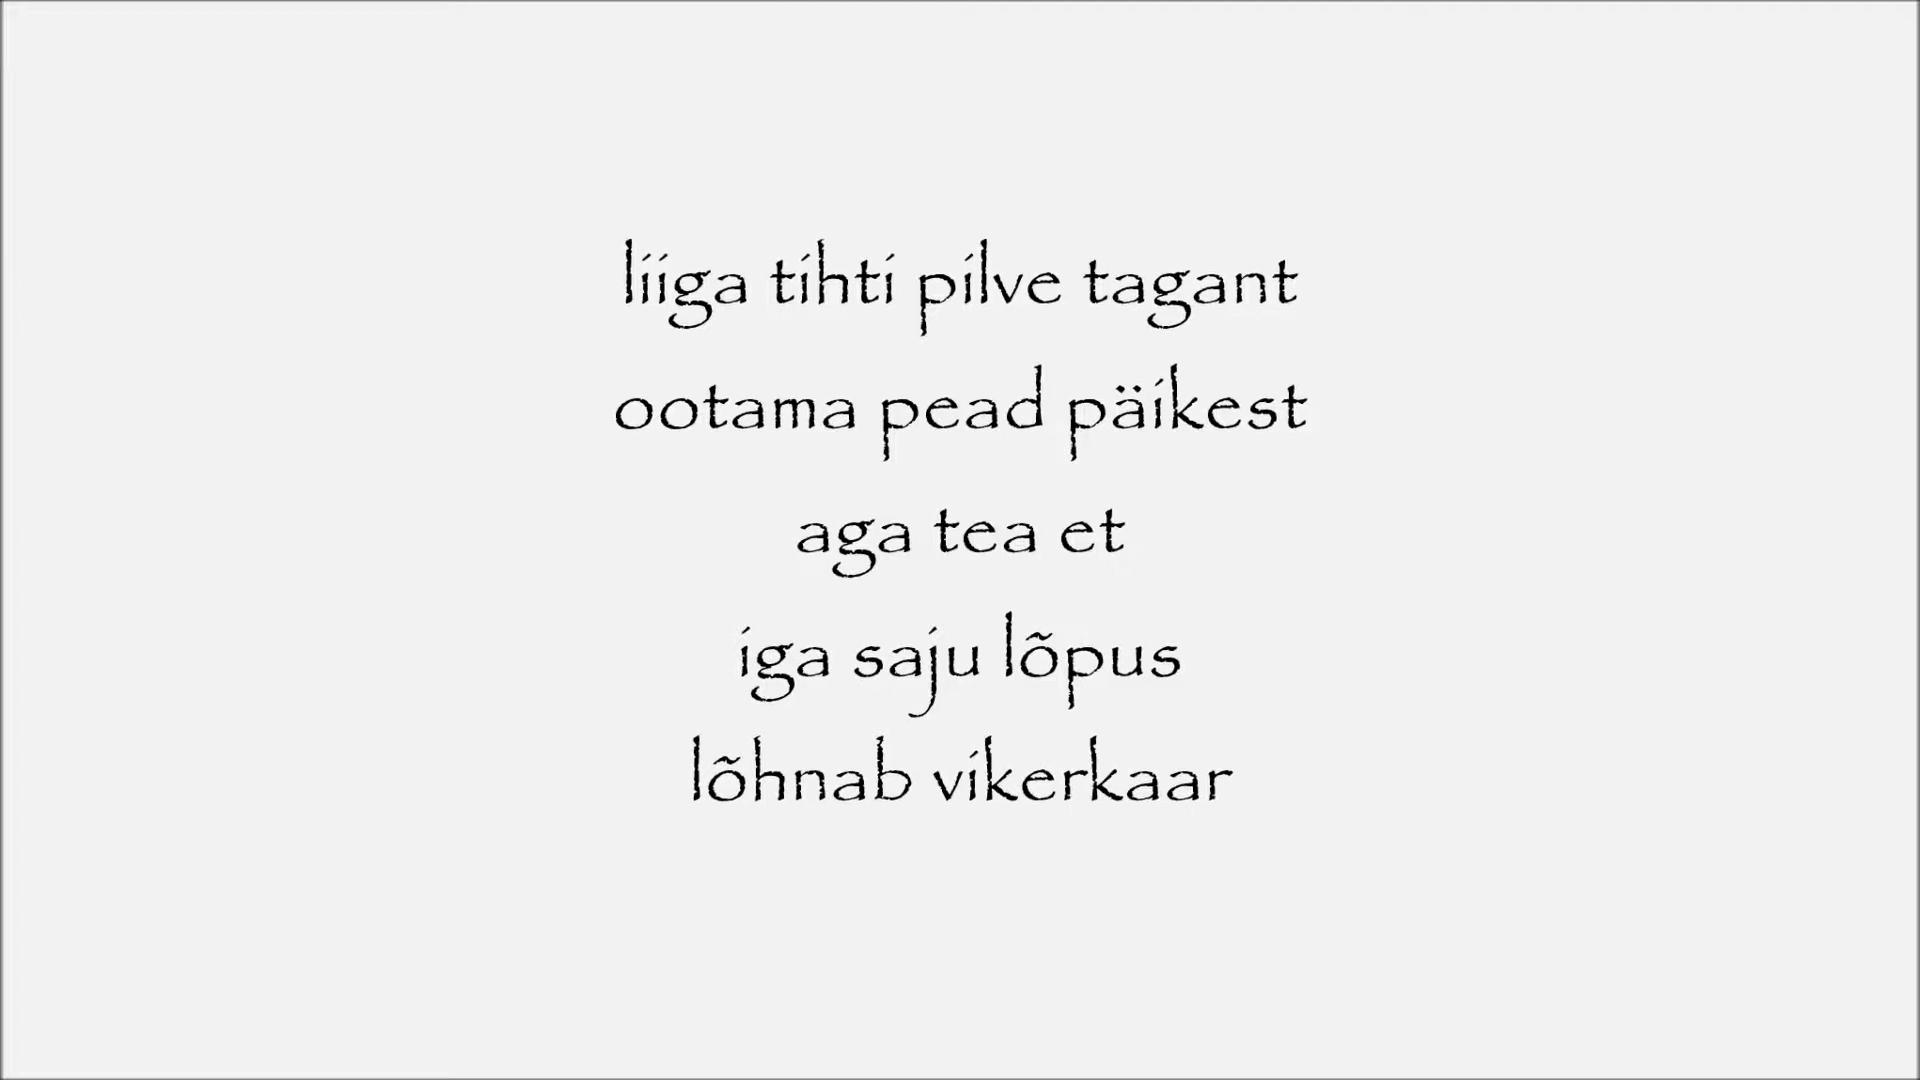 liiga tihti pilve tagant
ootama pead päikest
aga tea et
iga saju lõpus
lõhnab vikerkaar